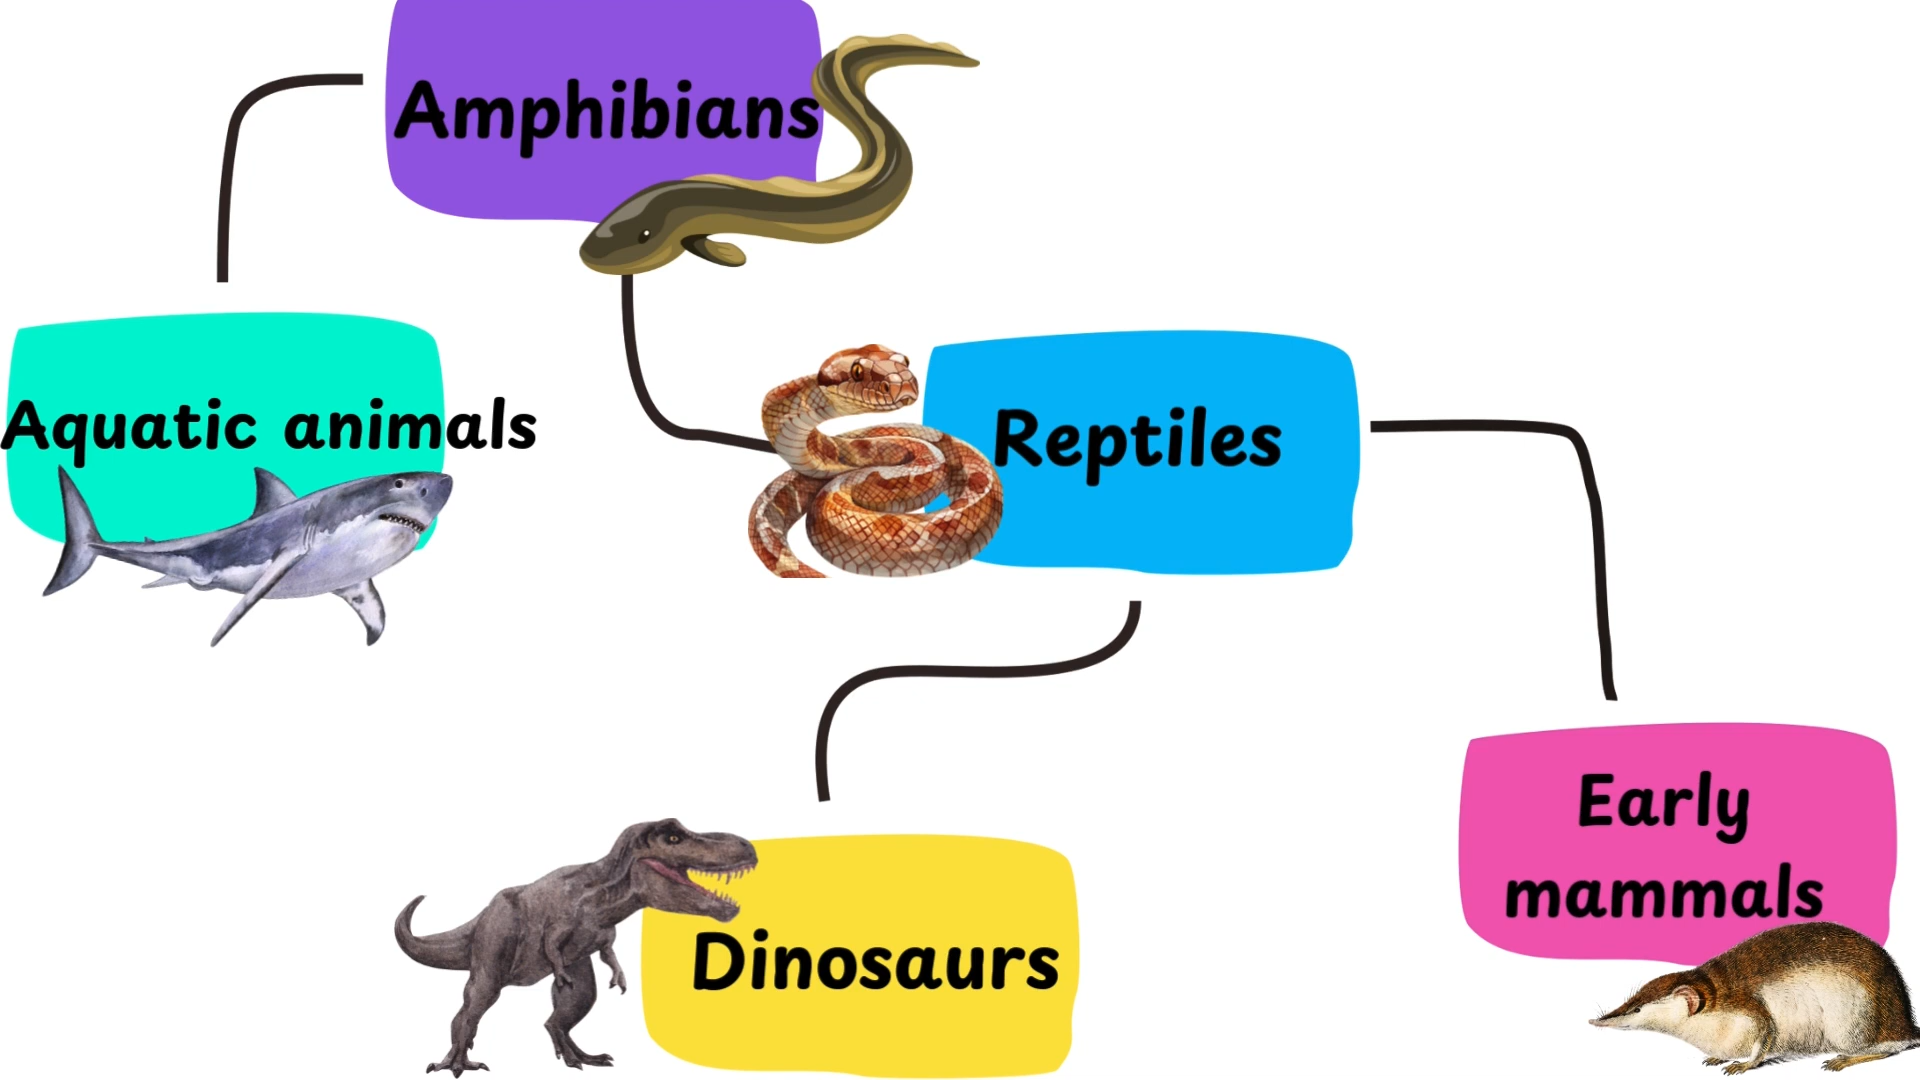 Amphibians
Aquatic animals
Reptiles
Dinosaurs
Early
mammals